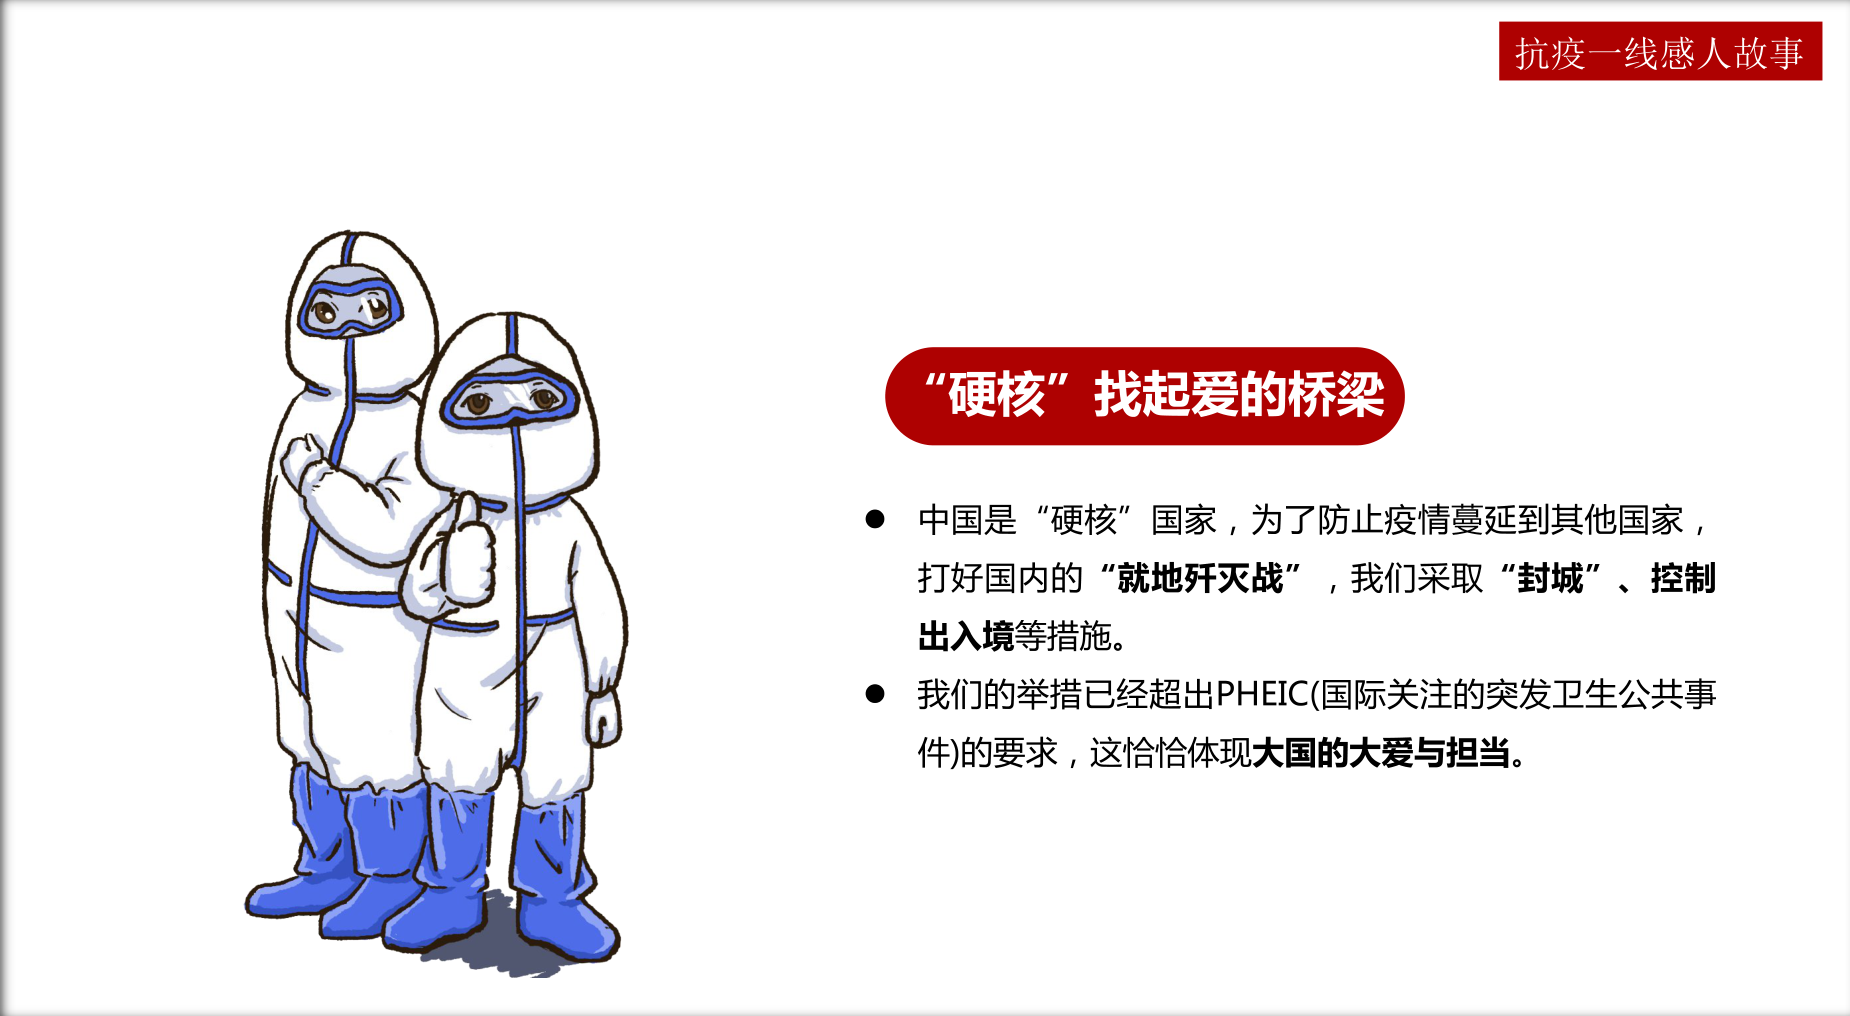 抗疫一线感人故事
“硬核”找起爱的桥梁
● 中国是“硬核”国家，为了防止疫情蔓延到其他国家，
打好国内的“就地歼灭战”，我们采取“封城”、控制
出入境等措施。
● 我们的举措已经超出PHEIC(国际关注的突发卫生公共事
件)的要求，这恰恰体现大国的大爱与担当。